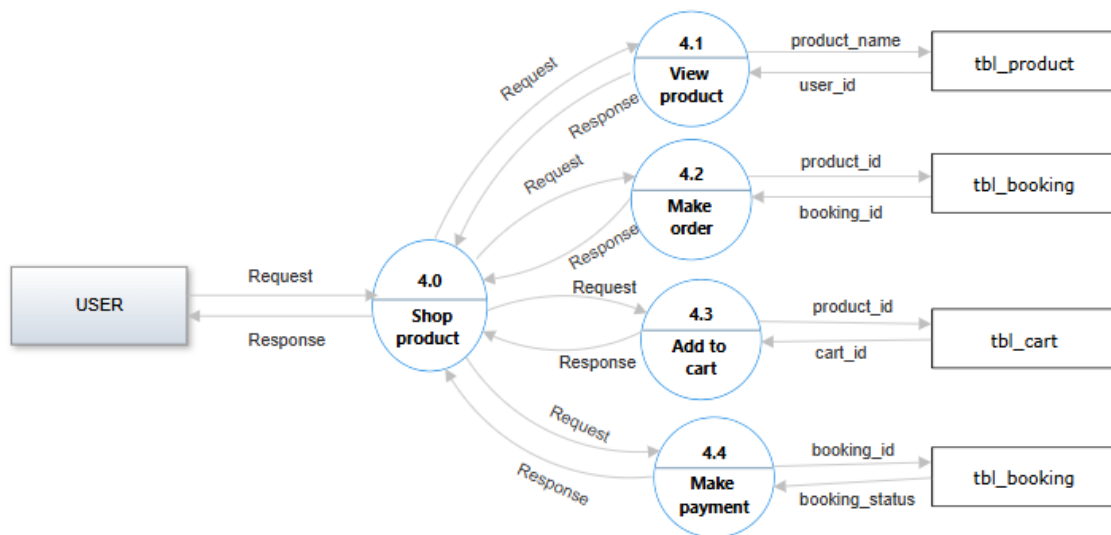 4.1
View
product
product_name
user_id
tbl_product
Request
Response
4.2
Make
order
product_id
booking_id
tbl_booking
Request
Response
USER
Request
Response
4.0
Shop
product
Request
Response
4.3
Add to
cart
product_id
cart_id
tbl_cart
Request
Response
4.4
Make
payment
booking_id
booking_status
tbl_booking